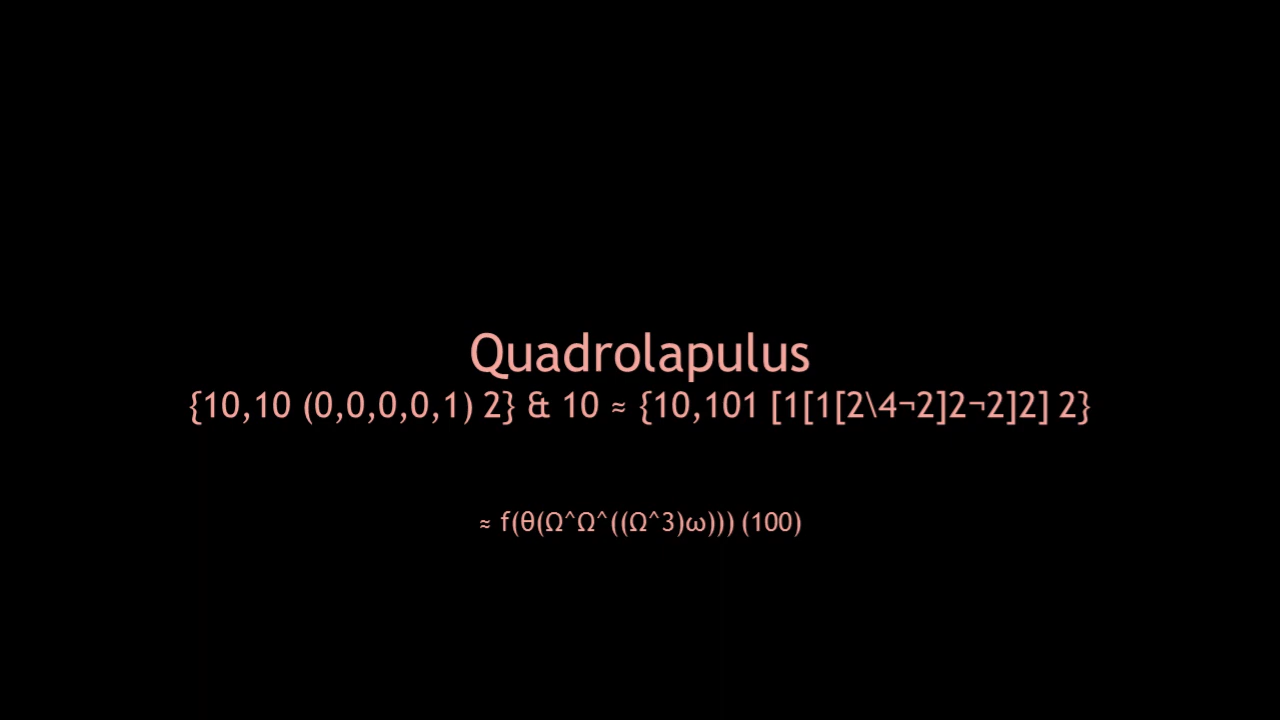 Quadrolapulus
{10,10 (0,0,0,0,1) 2} & 10 ≈ {10,101 [1[1[2\4¬2]2¬2]2] 2}
≈ f(θ(Ω^Ω^((Ω^3)ω))) (100)